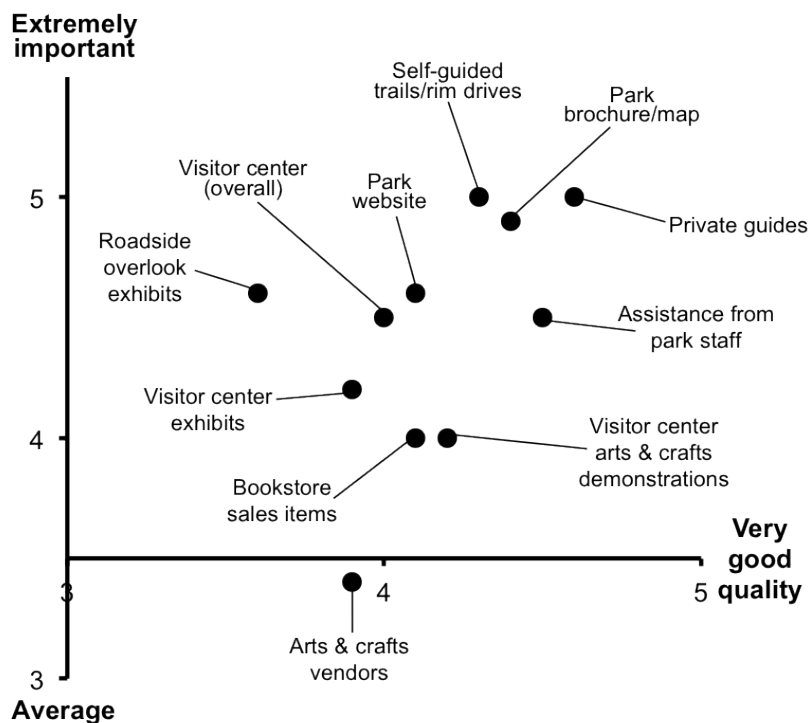 Extremely
important
Self-guided
trails/rim drives
Park
brochure/map
Visitor center
(overall)
Park
website
5
Private guides
Roadside
overlook
exhibits
Assistance from
park staff
Visitor center
exhibits
4
Visitor center
arts & crafts
demonstrations
Bookstore
sales items
Very
good
quality
3
4
5
Arts & crafts
vendors
3
Average